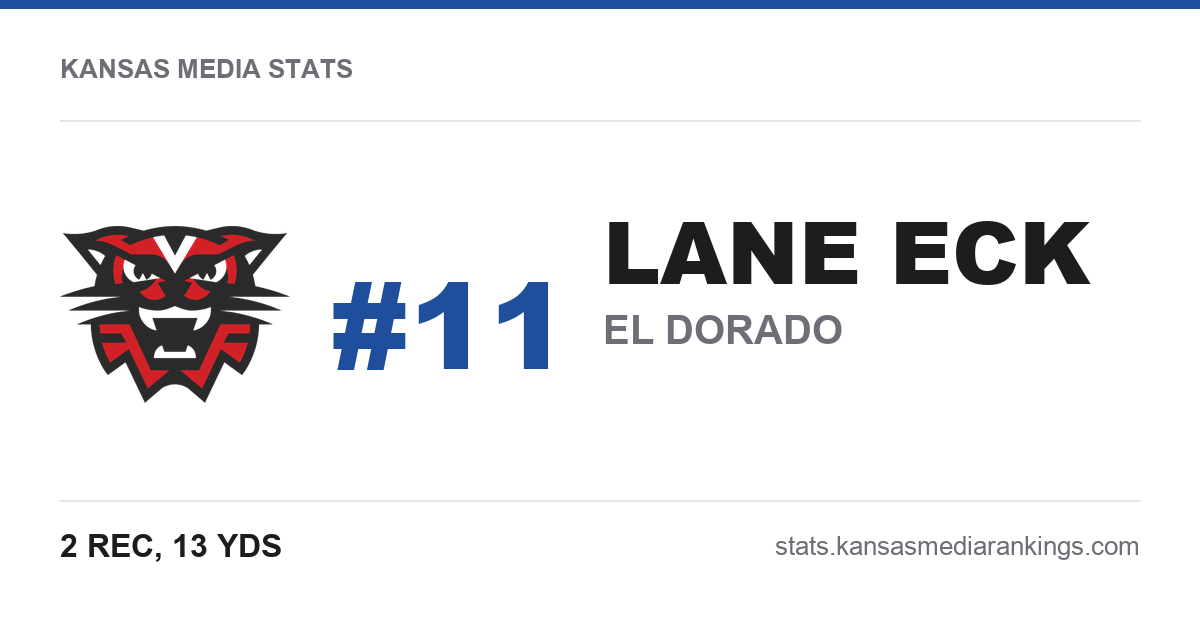 KANSAS MEDIA STATS
#11
LANE ECK
EL DORADO
2 REC, 13 YDS
stats.kansasmediarankings.com